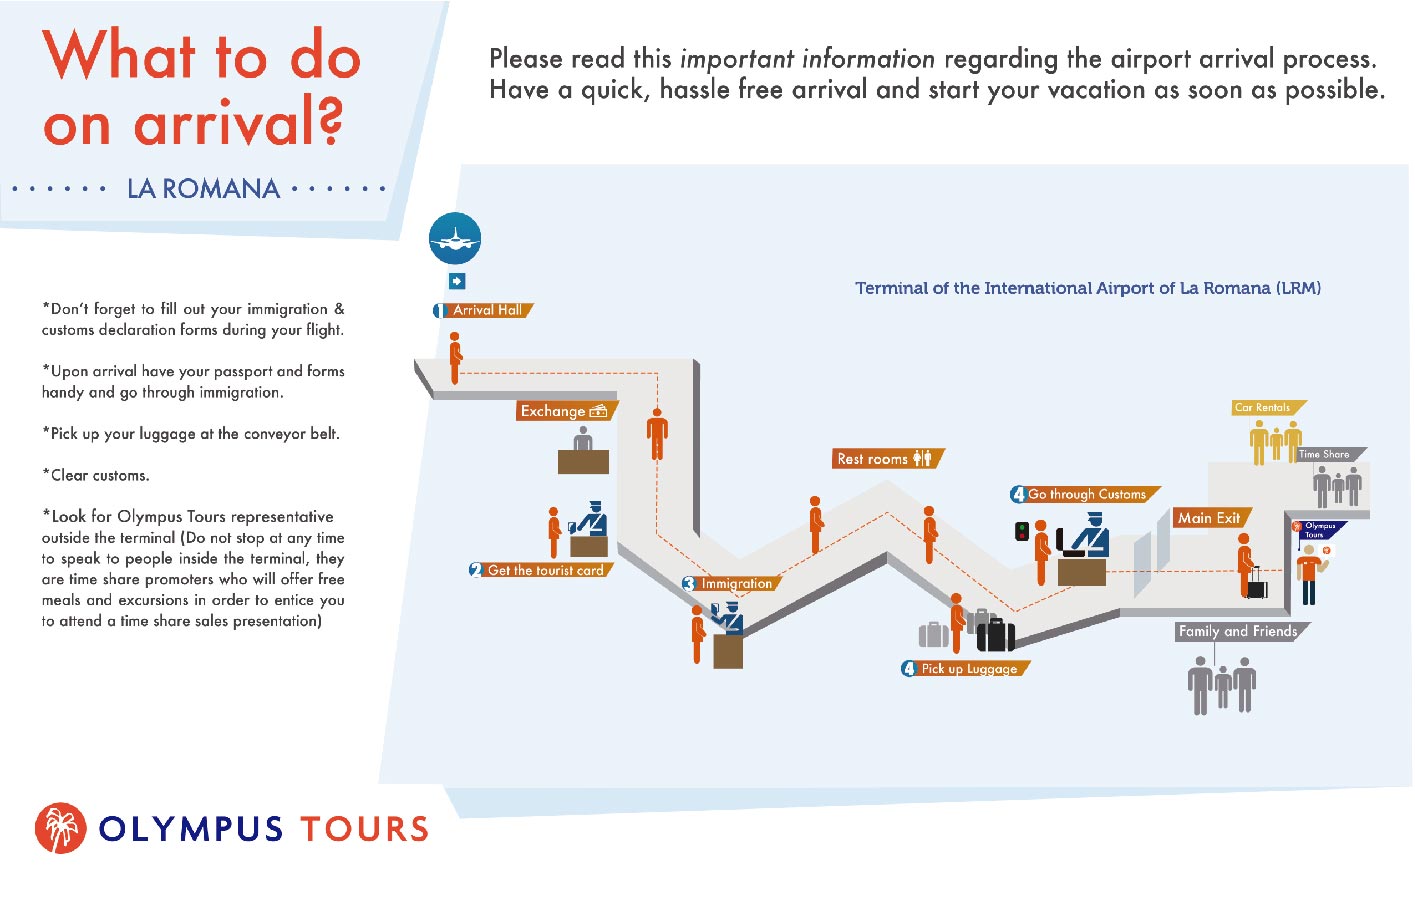 What to do
on arrival?
LA ROMANA
Please read this important information regarding the airport arrival process.
Have a quick, hassle free arrival and start your vacation as soon as possible.
*Don't forget to fill out your immigration &
customs declaration forms during your flight.
*Upon arrival have your passport and forms
handy and go through immigration.
*Pick up your luggage at the conveyor belt.
*Clear customs.
*Look for Olympus Tours representative
outside the terminal (Do not stop at any time
to speak to people inside the terminal, they
are time share promoters who will offer free
meals and excursions in order to entice you
to attend a time share sales presentation)
Terminal of the International Airport of La Romana (LRM)
1 Arrival Hall
Exchange
2 Get the tourist card
3 Immigration
Rest rooms
4 Pick up Luggage
4 Go through Customs
Main Exit
Car Rentals
Time Share
Olympus
Tours
Family and Friends
OLYMPUS TOURS